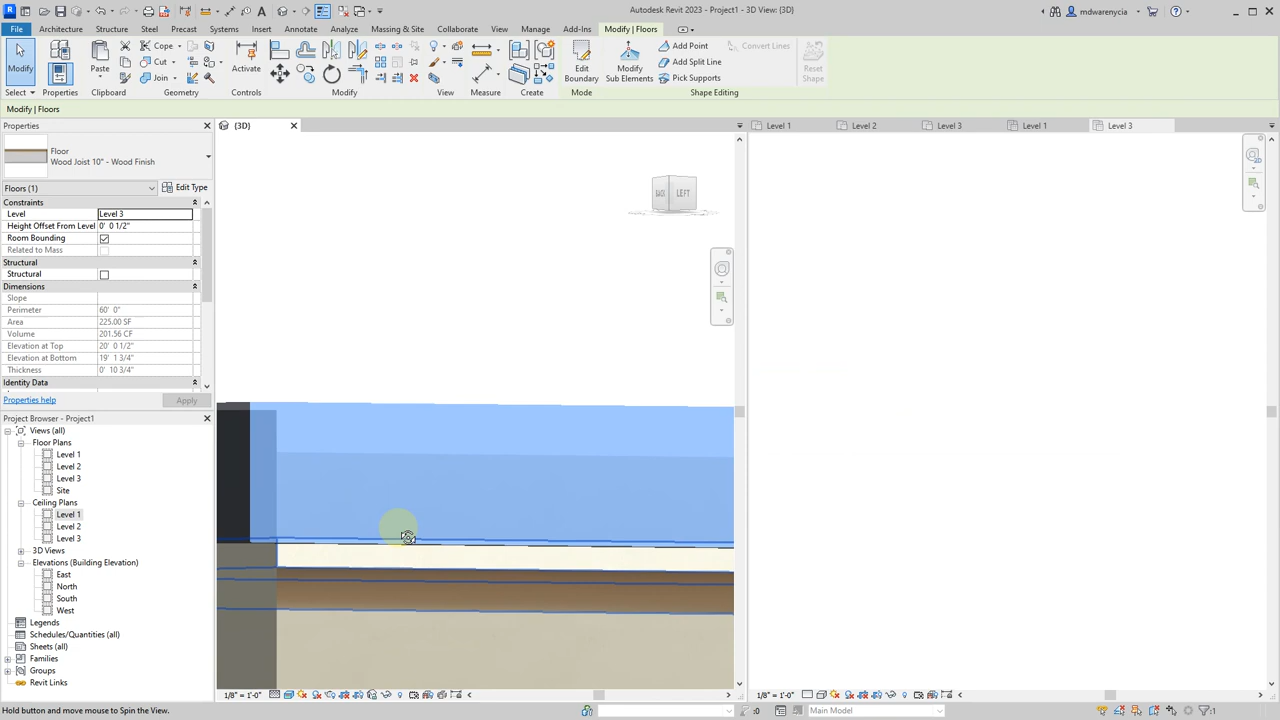 Autodesk Revit 2023 - Project1 - 3D View: {3D}
mdwarenycia
File Architecture Structure Steel Precast Systems Insert Annotate Analyze Massing & Site Collaborate View Manage Add-Ins Modify | Floors
Modify
Paste
Cope
Cut
Join
Activate
Edit
Boundary
Modify
Sub Elements
Add Point
Add Split Line
Pick Supports
Convert Lines
Reset
Shape
Select Properties Clipboard Geometry Controls Modify View Measure Create Mode Shape Editing
Modify | Floors
Properties
Floor
Wood Joist 10" - Wood Finish
Floors (1) Edit Type
Constraints
Level Level 3
Height Offset From Level 0' 0 1/2"
Room Bounding
Related to Mass
Structural
Structural
Dimensions
Slope
Perimeter 60' 0"
Area 225.00 SF
Volume 201.56 CF
Elevation at Top 20' 0 1/2"
Elevation at Bottom 19' 1 3/4"
Thickness 0' 10 3/4"
Identity Data
Properties help Apply
Project Browser - Project1
Views (all)
Floor Plans
Level 1
Level 2
Level 3
Site
Ceiling Plans
Level 1
Level 2
Level 3
3D Views
Elevations (Building Elevation)
East
North
South
West
Legends
Schedules/Quantities (all)
Sheets (all)
Families
Groups
Revit Links
{3D}
BACK LEFT
Level 1 Level 2 Level 3 Level 1 Level 3
1/8" = 1'-0"
1/8" = 1'-0"
Hold button and move mouse to Spin the View.
:0
Main Model
:1